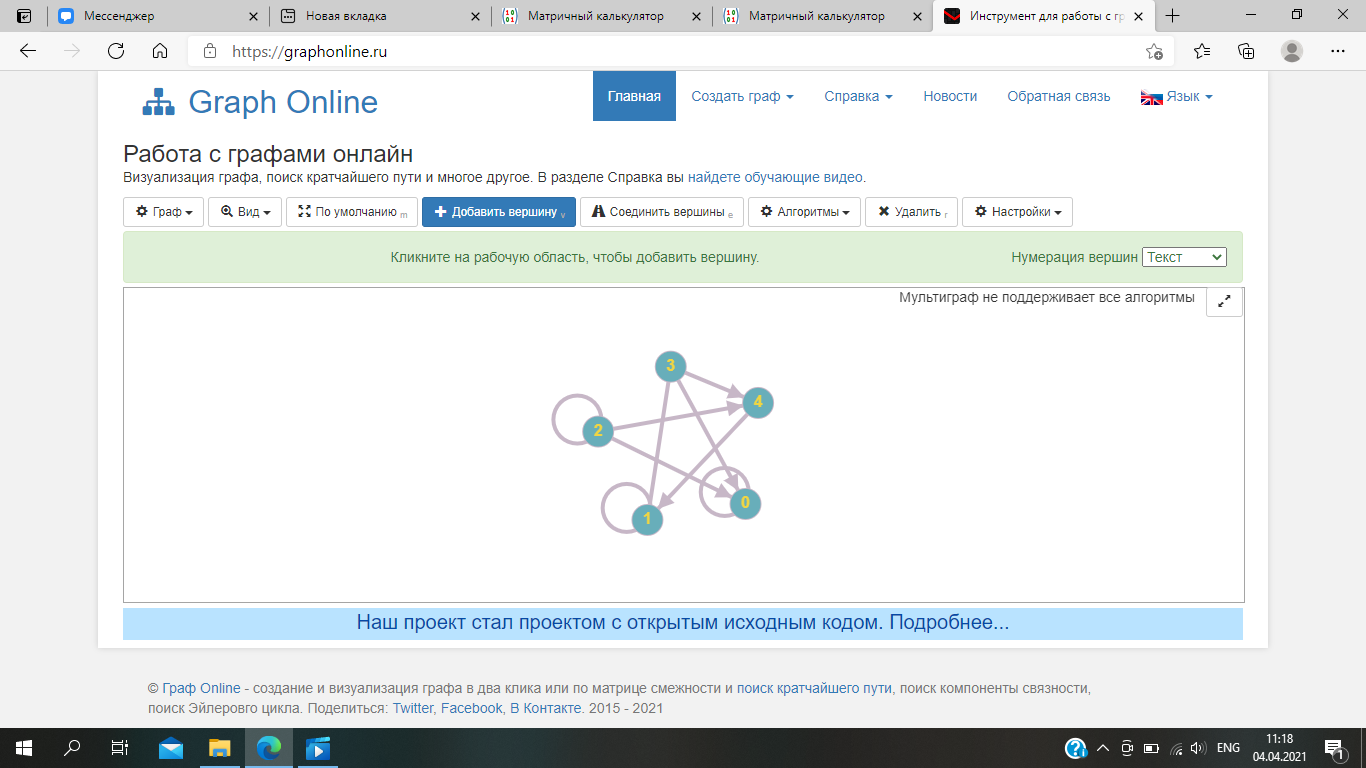 Мессенджер
Новая вкладка
Матричный калькулятор
Матричный калькулятор
Инструмент для работы с гр
https://graphonline.ru
Graph Online
Главная
Создать граф
Справка
Новости
Обратная связь
Язык
Работа с графами онлайн
Визуализация графа, поиск кратчайшего пути и многое другое. В разделе Справка вы найдете обучающие видео.
Граф
Вид
По умолчанию m
Добавить вершину v
Соединить вершины e
Алгоритмы
Удалить r
Настройки
Кликните на рабочую область, чтобы добавить вершину.
Нумерация вершин Текст
Мультиграф не поддерживает все алгоритмы
3
4
2
0
1
Наш проект стал проектом с открытым исходным кодом. Подробнее...
© Граф Online - создание и визуализация графа в два клика или по матрице смежности и поиск кратчайшего пути, поиск компоненты связности,
поиск Эйлерового цикла. Поделиться: Twitter, Facebook, В Контакте. 2015 - 2021
ENG
11:18
04.04.2021
1